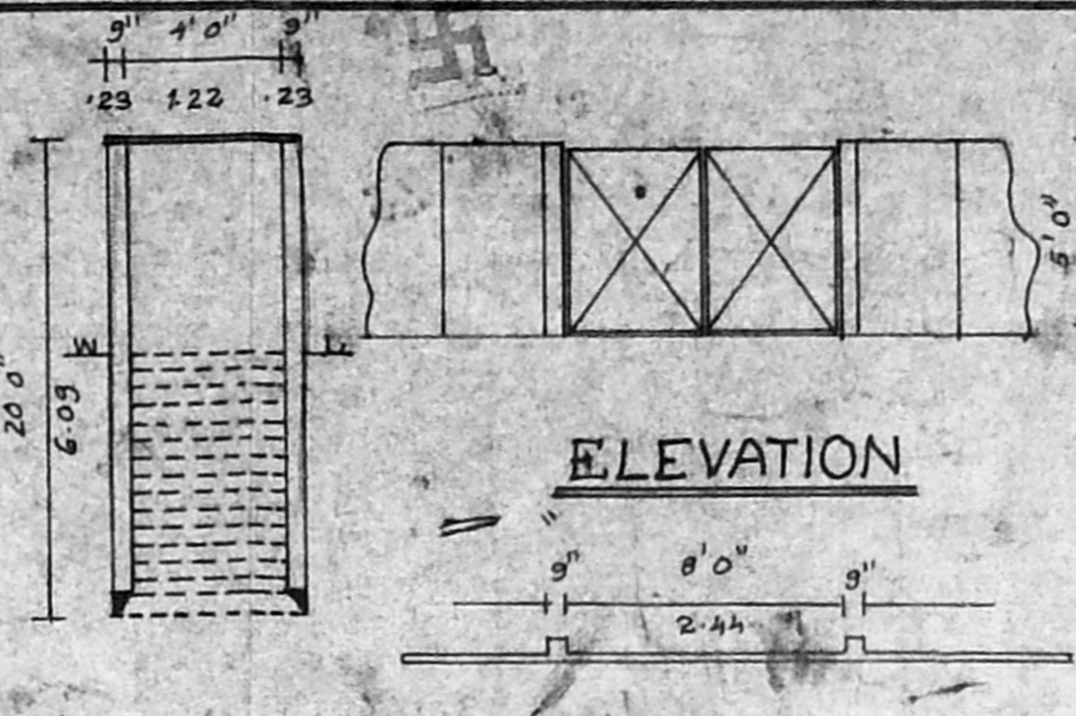 9" 4'0" 9"
.23 1.22 .23
20'0"
6.09
W L
5'0"
ELEVATION
9" 8'0" 9"
2.44